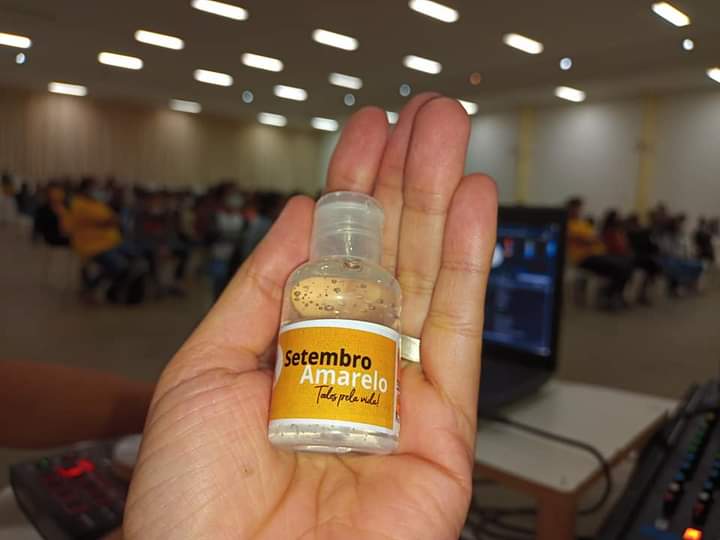 Setembro
Amarelo
Todos pela vida!